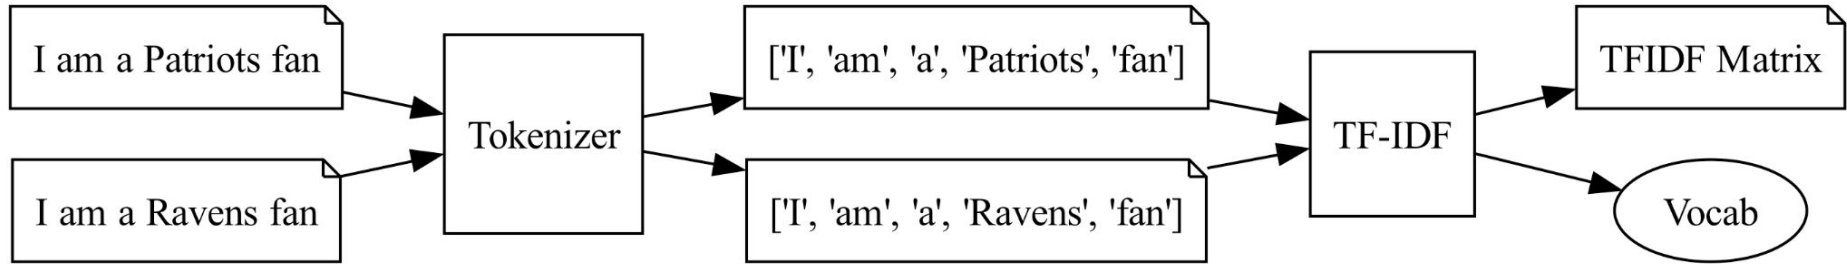 I am a Patriots fan
I am a Ravens fan
Tokenizer
['I', 'am', 'a', 'Patriots', 'fan']
['I', 'am', 'a', 'Ravens', 'fan']
TF-IDF
TFIDF Matrix
Vocab